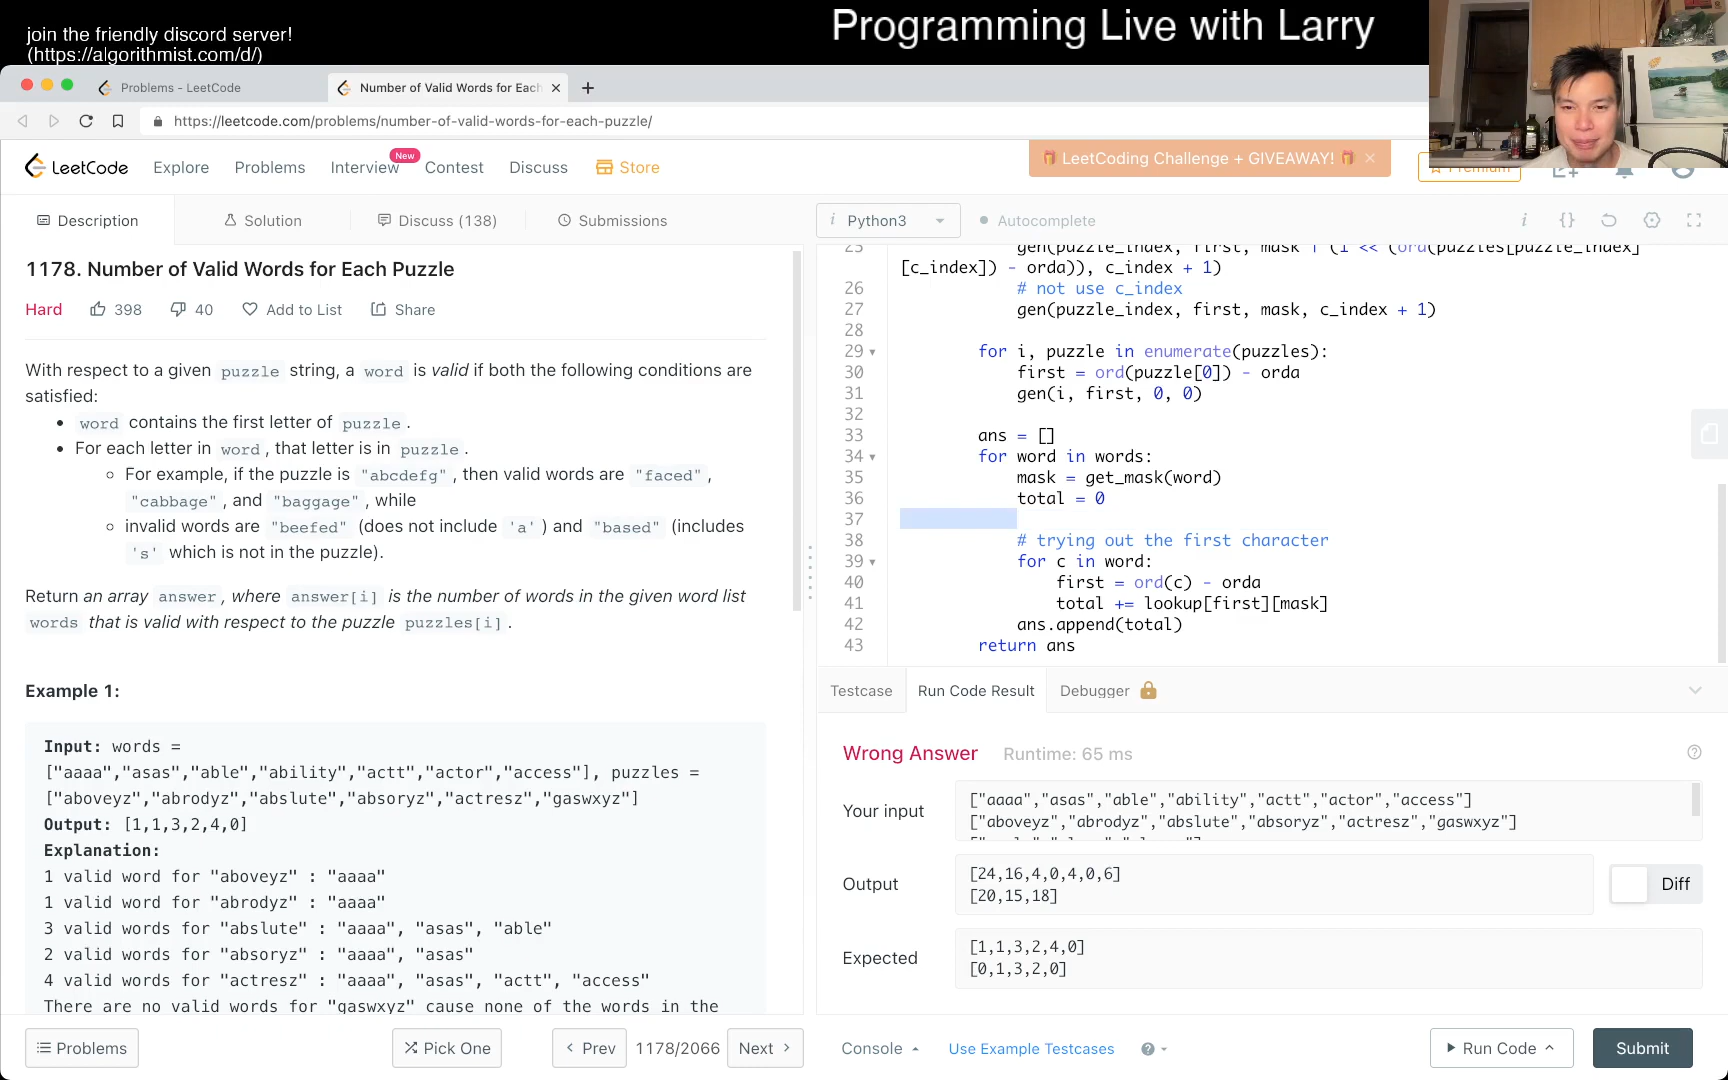 join the friendly discord server!
(https://algorithmist.com/d/)
Programming Live with Larry
Problems - LeetCode
Number of Valid Words for Each
https://leetcode.com/problems/number-of-valid-words-for-each-puzzle/
LeetCode
Explore
Problems
Interview
New
Contest
Discuss
Store
LeetCoding Challenge + GIVEAWAY!
Premium
Description
Solution
Discuss (138)
Submissions
i Python3
Autocomplete
1178. Number of Valid Words for Each Puzzle
Hard
398
40
Add to List
Share
With respect to a given puzzle string, a word is valid if both the following conditions are
satisfied:
• word contains the first letter of puzzle .
• For each letter in word , that letter is in puzzle .
For example, if the puzzle is "abcdefg" , then valid words are "faced" ,
"cabbage" , and "baggage" , while
invalid words are "beefed" (does not include 'a' ) and "based" (includes
's' which is not in the puzzle).
Return an array answer , where answer[i] is the number of words in the given word list
words that is valid with respect to the puzzle puzzles[i] .
Example 1:
Input: words =
["aaaa","asas","able","ability","actt","actor","access"], puzzles =
["aboveyz","abrodyz","abslute","absoryz","actresz","gaswxyz"]
Output: [1,1,3,2,4,0]
Explanation:
1 valid word for "aboveyz" : "aaaa"
1 valid word for "abrodyz" : "aaaa"
3 valid words for "abslute" : "aaaa", "asas", "able"
2 valid words for "absoryz" : "aaaa", "asas"
4 valid words for "actresz" : "aaaa", "asas", "actt", "access"
There are no valid words for "gaswxyz" cause none of the words in the
25 gen(puzzle_index, first, mask | (1 << (ord(puzzles[puzzle_index]
[c_index]) - orda)), c_index + 1)
26 # not use c_index
27 gen(puzzle_index, first, mask, c_index + 1)
28
29 for i, puzzle in enumerate(puzzles):
30 first = ord(puzzle[0]) - orda
31 gen(i, first, 0, 0)
32
33 ans = []
34 for word in words:
35 mask = get_mask(word)
36 total = 0
37
38 # trying out the first character
39 for c in word:
40 first = ord(c) - orda
41 total += lookup[first][mask]
42 ans.append(total)
43 return ans
Testcase
Run Code Result
Debugger
Wrong Answer
Runtime: 65 ms
Your input
["aaaa","asas","able","ability","actt","actor","access"]
["aboveyz","abrodyz","abslute","absoryz","actresz","gaswxyz"]
Output
[24,16,4,0,4,0,6]
[20,15,18]
Diff
Expected
[1,1,3,2,4,0]
[0,1,3,2,0]
Problems
Pick One
Prev
1178/2066
Next
Console
Use Example Testcases
Run Code
Submit